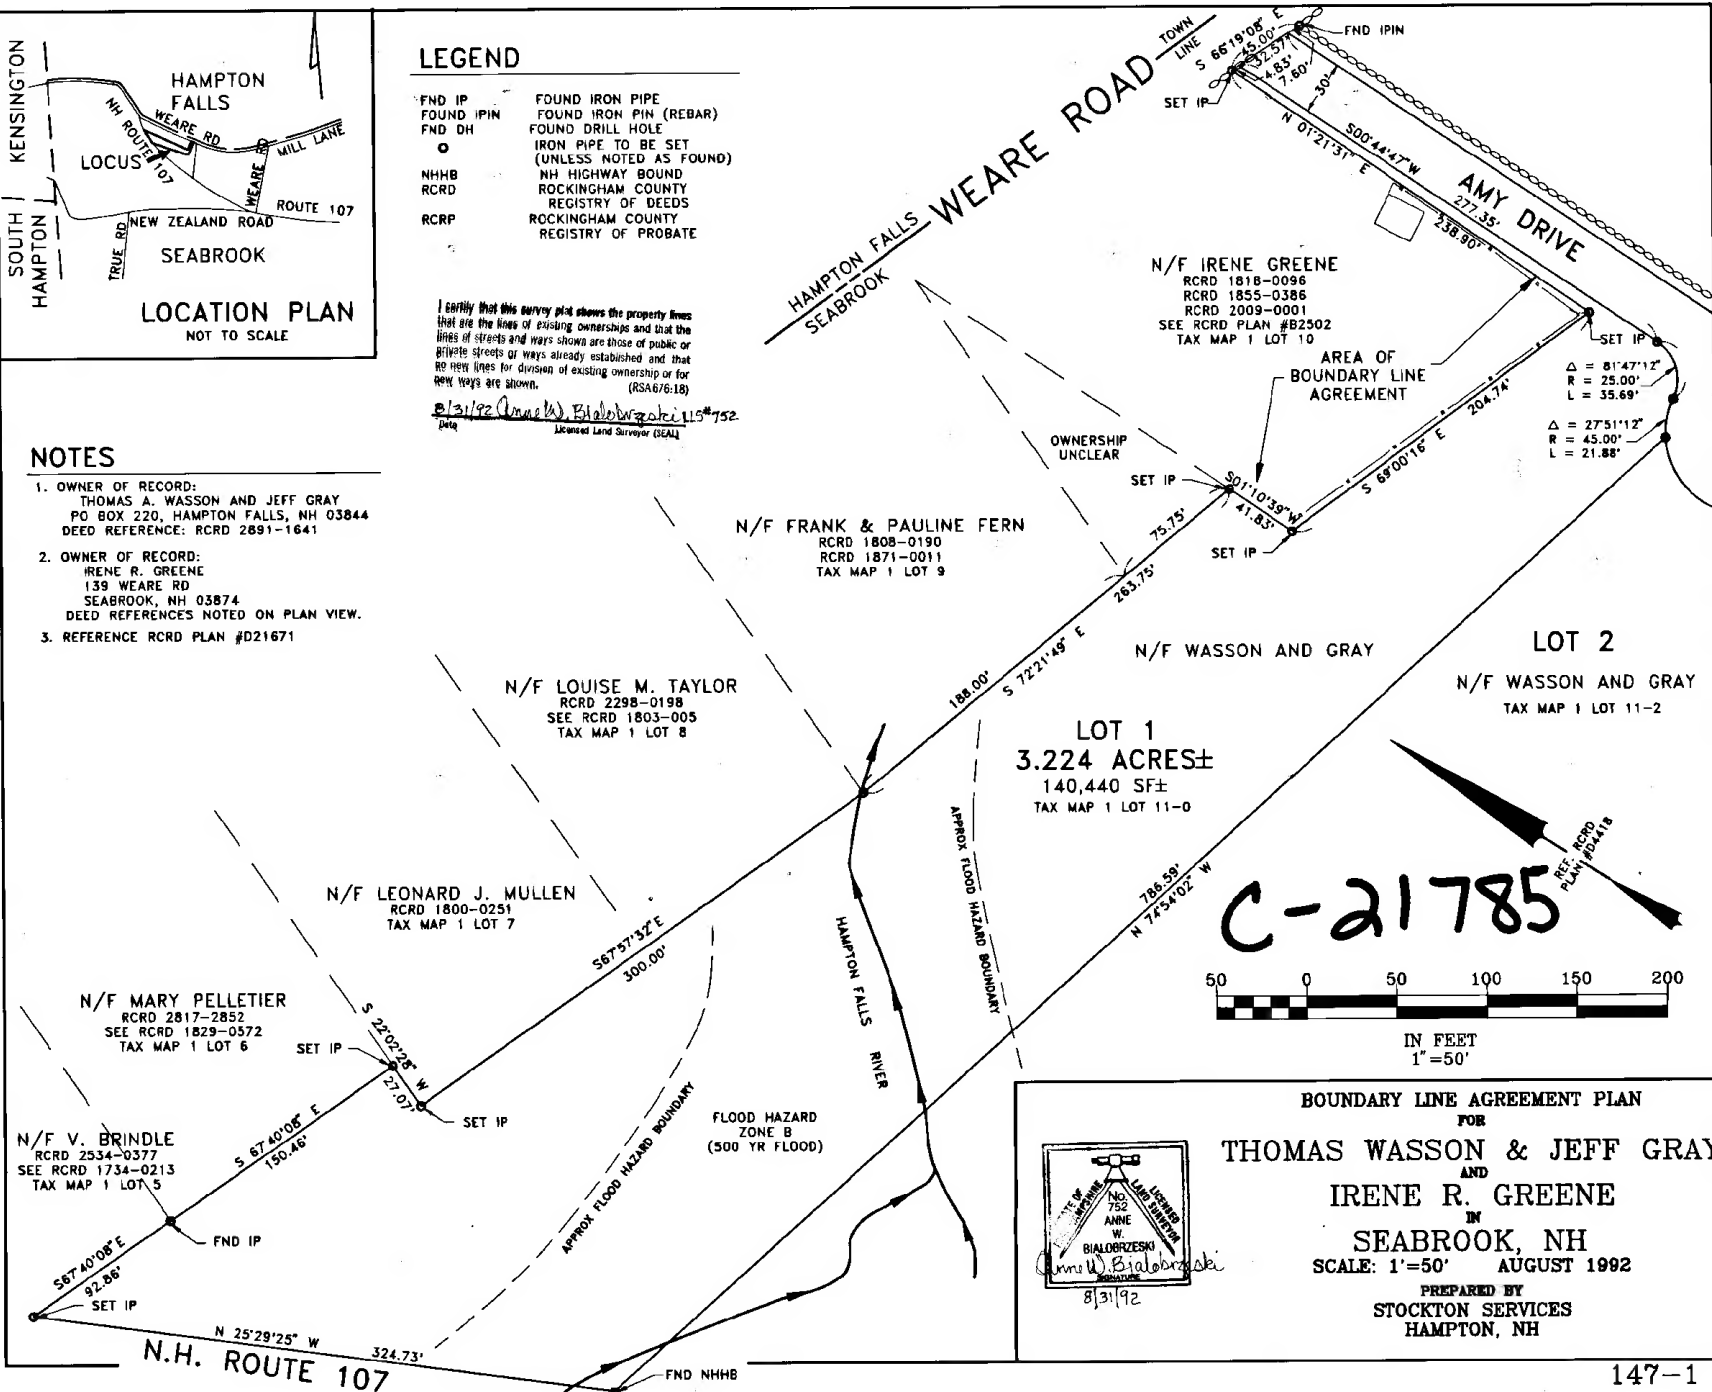 KENSINGTON
SOUTH
HAMPTON
HAMPTON
FALLS
WEARE RD
NH ROUTE 107
LOCUS
WEARE RD
MILL LANE
ROUTE 107
NEW ZEALAND ROAD
TRUE RD
SEABROOK
LOCATION PLAN
NOT TO SCALE
LEGEND
FND IP FOUND IRON PIPE
FOUND IPIN FOUND IRON PIN (REBAR)
FND DH FOUND DRILL HOLE
IRON PIPE TO BE SET
(UNLESS NOTED AS FOUND)
NHHB NH HIGHWAY BOUND
RCRD ROCKINGHAM COUNTY
REGISTRY OF DEEDS
RCRP ROCKINGHAM COUNTY
REGISTRY OF PROBATE
I certify that this survey plat shows the property lines
that are the lines of existing ownerships and that the
lines of streets and ways shown are those of public or
private streets or ways already established and that
no new lines for division of existing ownership or for
new ways are shown. (RSA676:18)
8/31/92 Anne W. Bialobrzeski LLS#752
Date Licensed Land Surveyor (SEAL)
NOTES
1. OWNER OF RECORD:
THOMAS A. WASSON AND JEFF GRAY
PO BOX 220, HAMPTON FALLS, NH 03844
DEED REFERENCE: RCRD 2891-1641
2. OWNER OF RECORD:
IRENE R. GREENE
139 WEARE RD
SEABROOK, NH 03874
DEED REFERENCES NOTED ON PLAN VIEW.
3. REFERENCE RCRD PLAN #D21671
HAMPTON FALLS
SEABROOK
WEARE ROAD
TOWN
LINE
S 66°19'08" E
45.00'
32.57'
4.83'
7.60'
30'
FND IPIN
SET IP
N 01°21'31" E
238.90'
S00°44'47"W
277.35'
AMY DRIVE
N/F IRENE GREENE
RCRD 1818-0096
RCRD 1855-0386
RCRD 2009-0001
SEE RCRD PLAN #B2502
TAX MAP 1 LOT 10
AREA OF
BOUNDARY LINE
AGREEMENT
SET IP
Δ = 81°47'12"
R = 25.00'
L = 35.69'
Δ = 27°51'12"
R = 45.00'
L = 21.88'
204.74'
S 69°00'16" E
OWNERSHIP
UNCLEAR
SET IP
S01°10'39"W
41.83'
SET IP
75.75'
263.75'
N/F FRANK & PAULINE FERN
RCRD 1808-0190
RCRD 1871-0011
TAX MAP 1 LOT 9
188.00'
S 72°21'49" E
N/F WASSON AND GRAY
LOT 2
N/F WASSON AND GRAY
TAX MAP 1 LOT 11-2
N/F LOUISE M. TAYLOR
RCRD 2298-0198
SEE RCRD 1803-005
TAX MAP 1 LOT 8
LOT 1
3.224 ACRES±
140,440 SF±
TAX MAP 1 LOT 11-0
APPROX FLOOD HAZARD BOUNDARY
786.59'
N 74°54'02" W
REF. RCRD
PLAN #D4418
C-21785
N/F LEONARD J. MULLEN
RCRD 1800-0251
TAX MAP 1 LOT 7
S67°57'32"E
300.00'
HAMPTON FALLS RIVER
N/F MARY PELLETIER
RCRD 2817-2852
SEE RCRD 1829-0572
TAX MAP 1 LOT 6
SET IP
S 22°02'28" W
27.07'
SET IP
50 0 50 100 150 200
IN FEET
1"=50'
N/F V. BRINDLE
RCRD 2534-0377
SEE RCRD 1734-0213
TAX MAP 1 LOT 5
S 67°40'08" E
150.46'
FND IP
FLOOD HAZARD
ZONE B
(500 YR FLOOD)
APPROX FLOOD HAZARD BOUNDARY
S67°40'08"E
92.86'
SET IP
N 25°29'25" W
324.73'
N.H. ROUTE 107
FND NHHB
BOUNDARY LINE AGREEMENT PLAN
FOR
THOMAS WASSON & JEFF GRAY
AND
IRENE R. GREENE
IN
SEABROOK, NH
SCALE: 1'=50' AUGUST 1992
PREPARED BY
STOCKTON SERVICES
HAMPTON, NH
LICENSED
LAND SURVEYOR
No.
752
ANNE
W.
BIALOBRZESKI
Anne W. Bialobrzeski
SIGNATURE
8/31/92
147-1